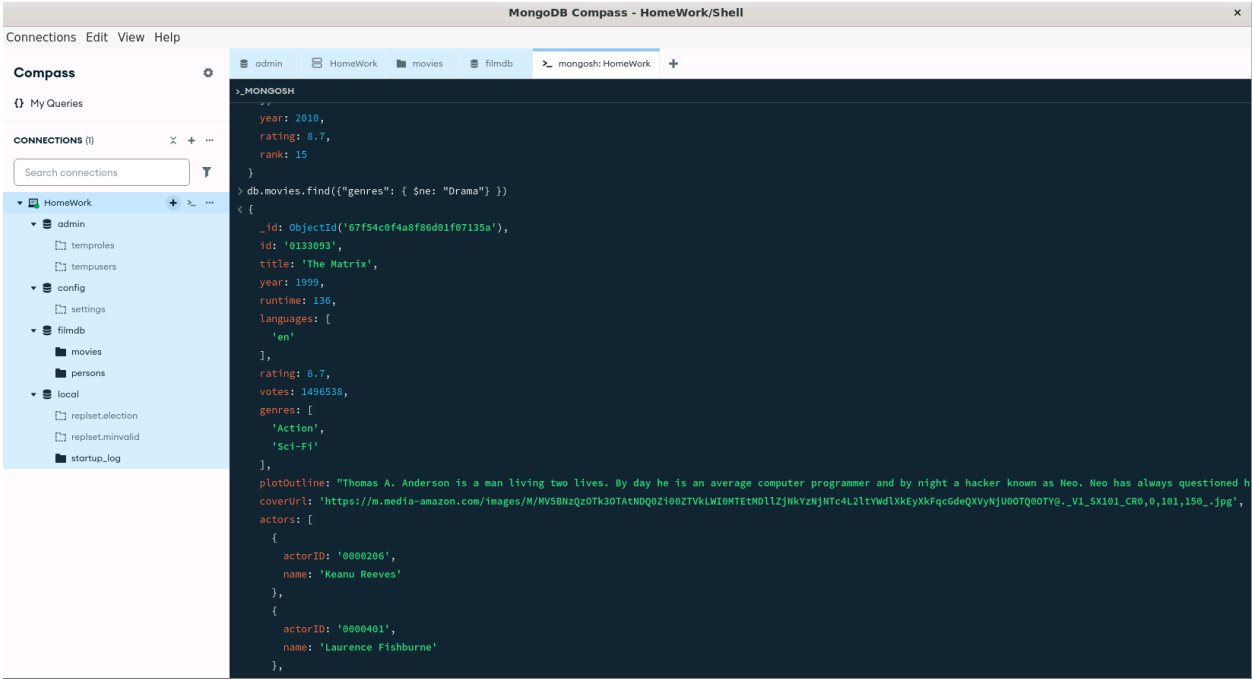 MongoDB Compass - HomeWork/Shell
Connections Edit View Help
Compass
{} My Queries
CONNECTIONS (1)
Search connections
HomeWork
admin
temproles
tempusers
config
settings
filmdb
movies
persons
local
replset.election
replset.minvalid
startup_log
admin HomeWork movies filmdb >_ mongosh: HomeWork
>_MONGOSH
year: 2010,
rating: 8.7,
rank: 15
}
> db.movies.find({"genres": { $ne: "Drama"} })
< {
_id: ObjectId('67f54c0f4a8f86d01f07135a'),
id: '0133093',
title: 'The Matrix',
year: 1999,
runtime: 136,
languages: [
'en'
],
rating: 8.7,
votes: 1496538,
genres: [
'Action',
'Sci-Fi'
],
plotOutline: "Thomas A. Anderson is a man living two lives. By day he is an average computer programmer and by night a hacker known as Neo. Neo has always questioned h
coverUrl: 'https://m.media-amazon.com/images/M/MV5BNzQzOTk3OTAtNDQ0Zi00ZTVkLWI0MTEtMDllZjNkYzNjNTc4L2ltYWdlXkEyXkFqcGdeQXVyNjU0OTQ0OTY@._V1_SX101_CR0,0,101,150_.jpg',
actors: [
{
actorID: '0000206',
name: 'Keanu Reeves'
},
{
actorID: '0000401',
name: 'Laurence Fishburne'
},